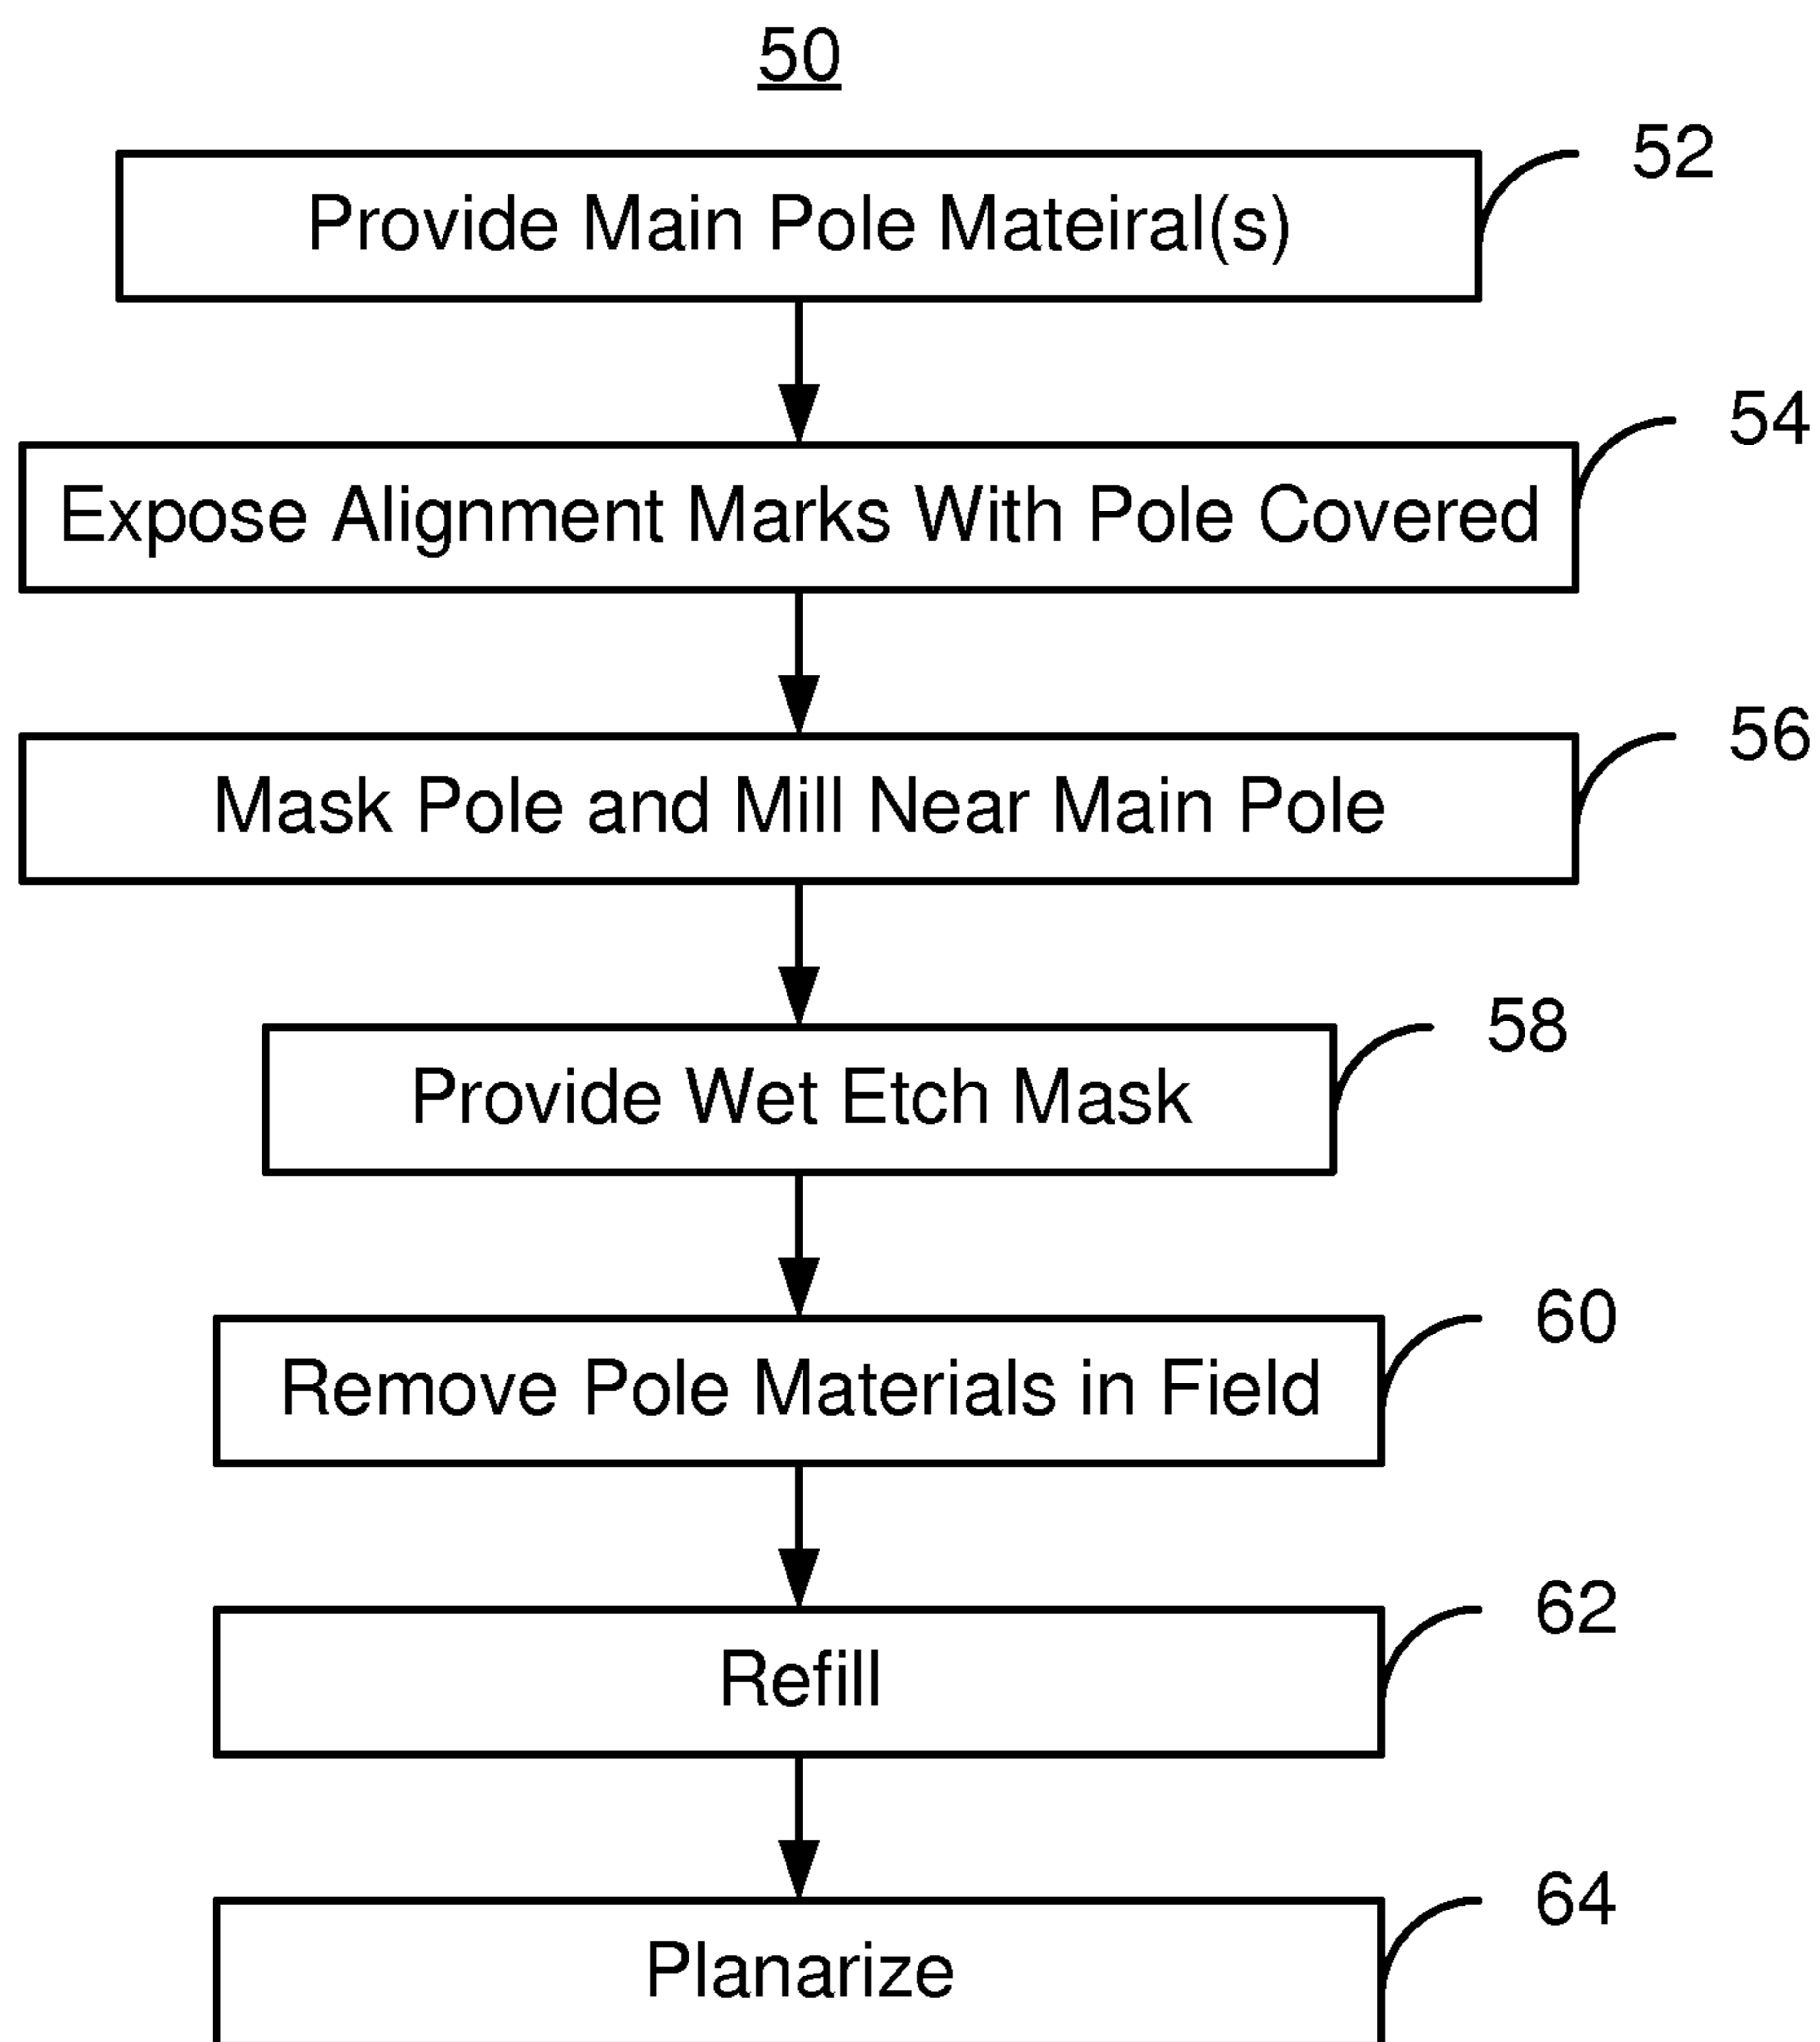 50
Provide Main Pole Mateiral(s)
52
Expose Alignment Marks With Pole Covered
54
Mask Pole and Mill Near Main Pole
56
Provide Wet Etch Mask
58
Remove Pole Materials in Field
60
Refill
62
Planarize
64